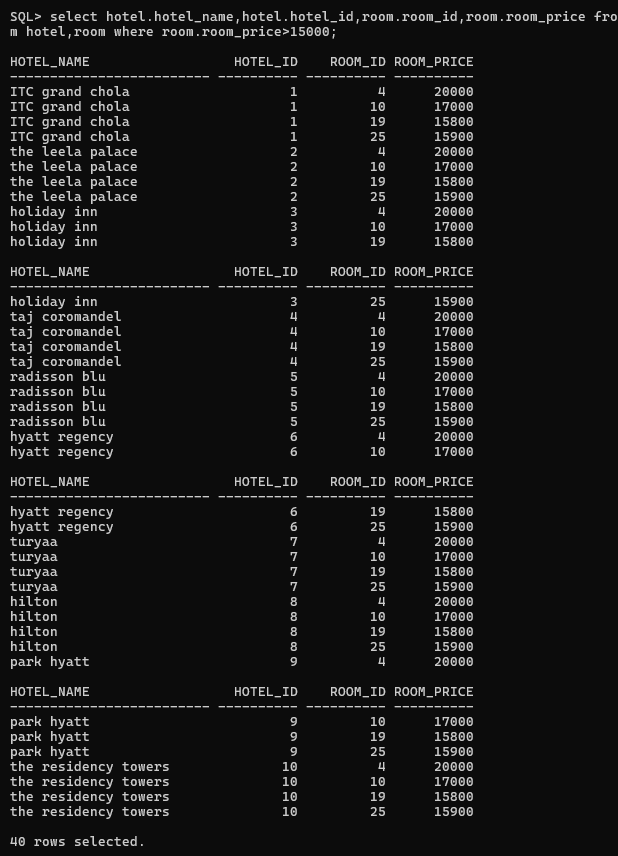 SQL> select hotel.hotel_name,hotel.hotel_id,room.room_id,room.room_price fro
m hotel,room where room.room_price>15000;
HOTEL_NAME HOTEL_ID ROOM_ID ROOM_PRICE
------------------------- ---------- ---------- ----------
ITC grand chola 1 4 20000
ITC grand chola 1 10 17000
ITC grand chola 1 19 15800
ITC grand chola 1 25 15900
the leela palace 2 4 20000
the leela palace 2 10 17000
the leela palace 2 19 15800
the leela palace 2 25 15900
holiday inn 3 4 20000
holiday inn 3 10 17000
holiday inn 3 19 15800
HOTEL_NAME HOTEL_ID ROOM_ID ROOM_PRICE
------------------------- ---------- ---------- ----------
holiday inn 3 25 15900
taj coromandel 4 4 20000
taj coromandel 4 10 17000
taj coromandel 4 19 15800
taj coromandel 4 25 15900
radisson blu 5 4 20000
radisson blu 5 10 17000
radisson blu 5 19 15800
radisson blu 5 25 15900
hyatt regency 6 4 20000
hyatt regency 6 10 17000
HOTEL_NAME HOTEL_ID ROOM_ID ROOM_PRICE
------------------------- ---------- ---------- ----------
hyatt regency 6 19 15800
hyatt regency 6 25 15900
turyaa 7 4 20000
turyaa 7 10 17000
turyaa 7 19 15800
turyaa 7 25 15900
hilton 8 4 20000
hilton 8 10 17000
hilton 8 19 15800
hilton 8 25 15900
park hyatt 9 4 20000
HOTEL_NAME HOTEL_ID ROOM_ID ROOM_PRICE
------------------------- ---------- ---------- ----------
park hyatt 9 10 17000
park hyatt 9 19 15800
park hyatt 9 25 15900
the residency towers 10 4 20000
the residency towers 10 10 17000
the residency towers 10 19 15800
the residency towers 10 25 15900
40 rows selected.